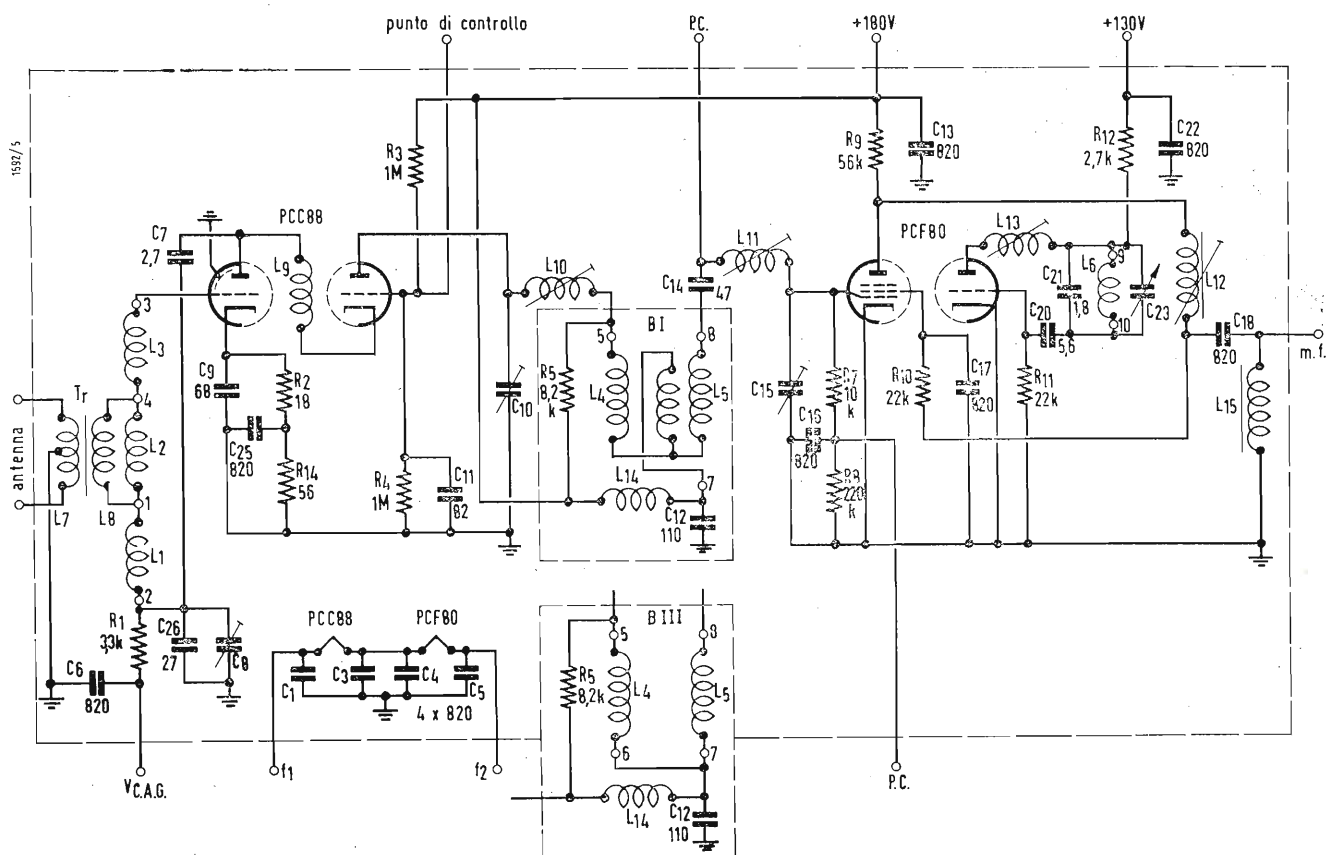 punto di controllo
P.C.
+180V
+130V
1592/5
R3
1M
R9
56k
C13
820
R12
2,7k
C22
820
C7
2,7
PCC88
L9
L10
L11
C14
47
PCF80
L13
L6
9
C21
1,8
10
C23
L12
C20
5,6
C18
820
m.f.
3
L3
4
Tr
L2
1
antenna
L7
L8
L1
2
C9
68
R2
18
C25
820
R14
56
R4
1M
C11
82
C10
BI
5
8
R5
8,2
k
L4
L5
L14
7
C12
110
C15
R7
10
k
C16
820
R8
220
k
R10
22k
C17
820
R11
22k
L15
R1
33k
C26
27
C8
C6
820
V C.A.G.
PCC88
PCF80
C1
C3
C4
C5
4 x 820
f1
f2
BIII
5
8
R5
8,2k
L4
L5
6
7
L14
C12
110
P.C.